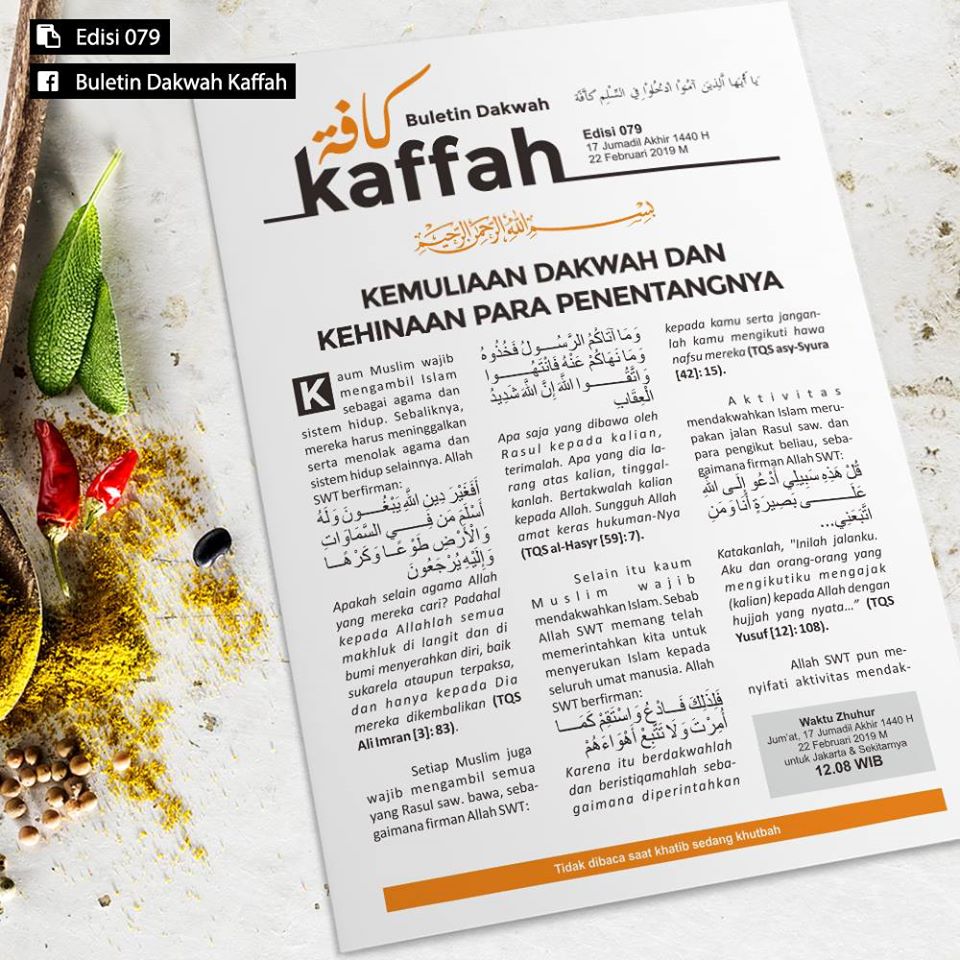 Edisi 079
Buletin Dakwah Kaffah
كافة
Buletin Dakwah
kaffah
يَا أَيُّهَا الَّذِينَ آمَنُوا ادْخُلُوا فِي السِّلْمِ كَافَّةً
Edisi 079
17 Jumadil Akhir 1440 H
22 Februari 2019 M
بِسْمِ اللهِ الرَّحْمَنِ الرَّحِيْمِ
KEMULIAAN DAKWAH DAN
KEHINAAN PARA PENENTANGNYA
Kaum Muslim wajib
mengambil Islam
sebagai agama dan
sistem hidup. Sebaliknya,
mereka harus meninggalkan
serta menolak agama dan
sistem hidup selainnya. Allah
SWT berfirman:
أَفَغَيْرَ دِينِ اللَّهِ يَبْغُونَ وَلَهُ
أَسْلَمَ مَن فِي السَّمَاوَاتِ
وَالْأَرْضِ طَوْعًا وَكَرْهًا
وَإِلَيْهِ يُرْجَعُونَ
Apakah selain agama Allah
yang mereka cari? Padahal
kepada Allahlah semua
makhluk di langit dan di
bumi menyerahkan diri, baik
sukarela ataupun terpaksa,
dan hanya kepada Dia
mereka dikembalikan (TQS
Ali Imran [3]: 83).
Setiap Muslim juga
wajib mengambil semua
yang Rasul saw. bawa, seba-
gaimana firman Allah SWT:
وَمَا آتَاكُمُ الرَّسُولُ فَخُذُوهُ
وَمَا نَهَاكُمْ عَنْهُ فَانْتَهُوا
وَاتَّقُوا اللَّهَ إِنَّ اللَّهَ شَدِيدُ
الْعِقَابِ
Apa saja yang dibawa oleh
Rasul kepada kalian,
terimalah. Apa yang dia la-
rang atas kalian, tinggal-
kanlah. Bertakwalah kalian
kepada Allah. Sungguh Allah
amat keras hukuman-Nya
(TQS al-Hasyr [59]: 7).
Selain itu kaum
Muslim wajib
mendakwahkan Islam. Sebab
Allah SWT memang telah
memerintahkan kita untuk
menyerukan Islam kepada
seluruh umat manusia. Allah
SWT berfirman:
فَلِذَلِكَ فَادْعُ وَاسْتَقِمْ كَمَا
أُمِرْتَ وَلَا تَتَّبِعْ أَهْوَاءَهُمْ
Karena itu berdakwahlah
dan beristiqamahlah seba-
gaimana diperintahkan
kepada kamu serta jangan-
lah kamu mengikuti hawa
nafsu mereka (TQS asy-Syura
[42]: 15).
Aktivitas
mendakwahkan Islam meru-
pakan jalan Rasul saw. dan
para pengikut beliau, seba-
gaimana firman Allah SWT:
قُلْ هَذِهِ سَبِيلِي أَدْعُو إِلَى اللَّهِ
عَلَى بَصِيرَةٍ أَنَا وَمَنِ
اتَّبَعَنِي...
Katakanlah, "Inilah jalanku.
Aku dan orang-orang yang
mengikutiku mengajak
(kalian) kepada Allah dengan
hujjah yang nyata..." (TQS
Yusuf [12]: 108).
Allah SWT pun me-
nyifati aktivitas mendak-
Waktu Zhuhur
Jum'at, 17 Jumadil Akhir 1440 H
22 Februari 2019 M
untuk Jakarta & Sekitarnya
12.08 WIB
Tidak dibaca saat khatib sedang khutbah